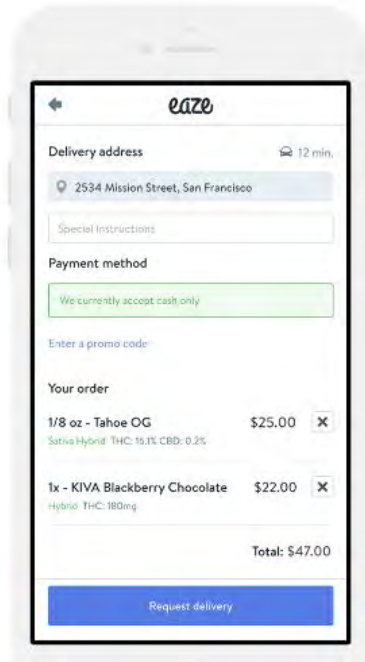 eaze
Delivery address 12 min.
2534 Mission Street, San Francisco
Special Instructions
Payment method
We currently accept cash only
Enter a promo code
Your order
1/8 oz - Tahoe OG $25.00
Sativa Hybrid THC: 16.1% CBD: 0.2%
1x - KIVA Blackberry Chocolate $22.00
Hybrid THC: 180mg
Total: $47.00
Request delivery